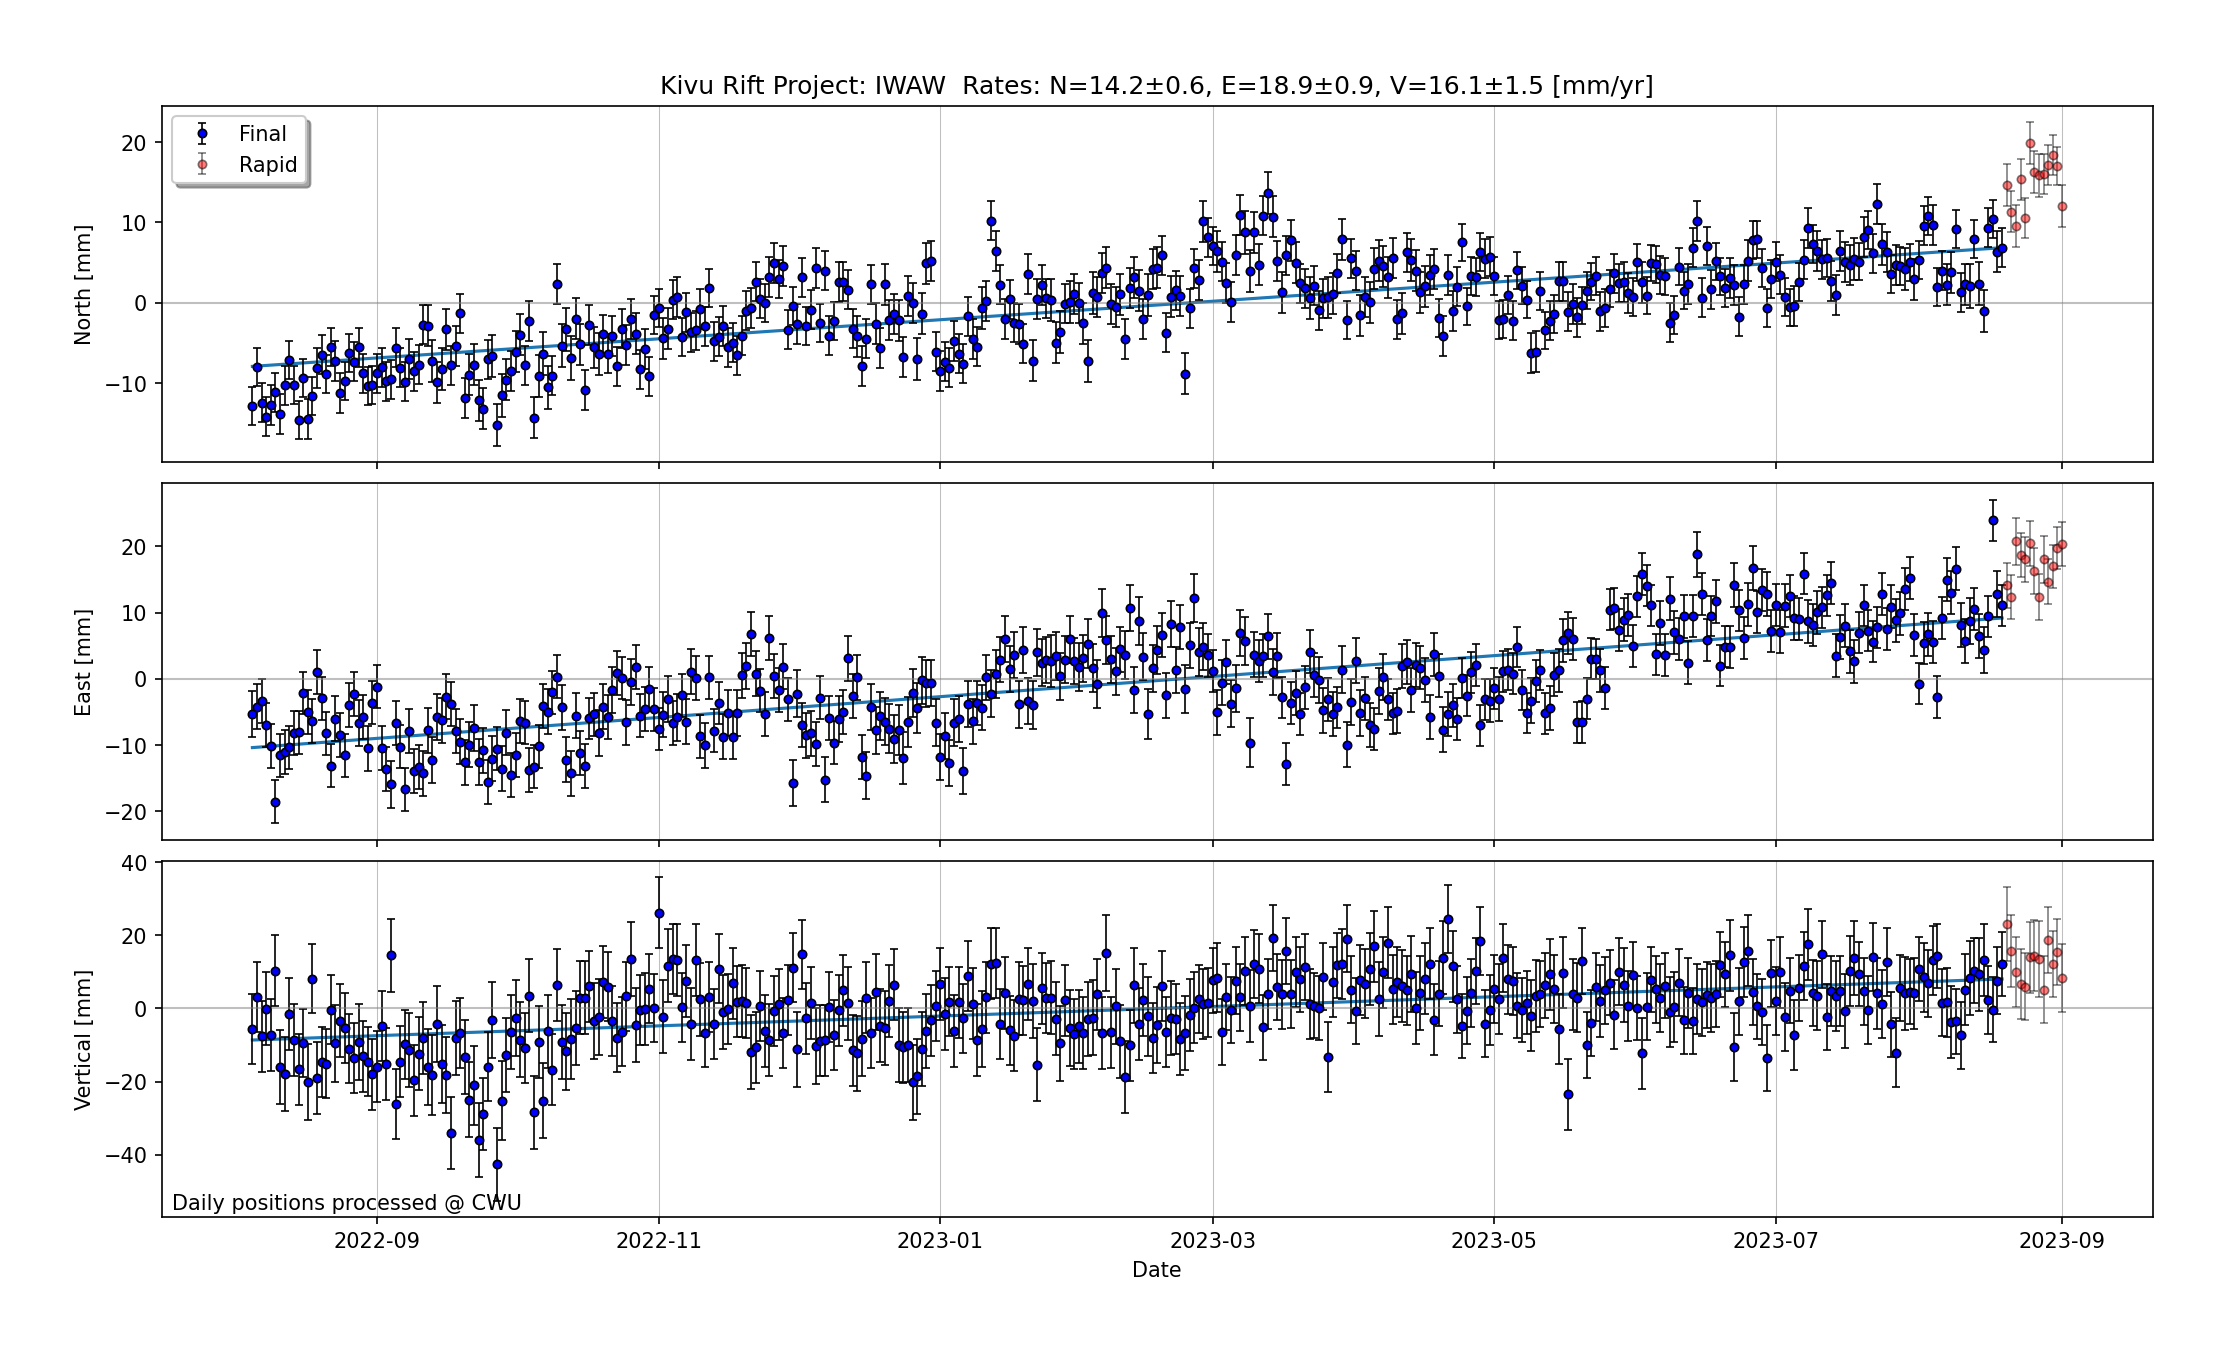 Kivu Rift Project: IWAW  Rates: N=14.2±0.6, E=18.9±0.9, V=16.1±1.5 [mm/yr]
Final
Rapid
North [mm]
20
10
0
−10
East [mm]
20
10
0
−10
−20
Vertical [mm]
40
20
0
−20
−40
Daily positions processed @ CWU
2022-09
2022-11
2023-01
2023-03
2023-05
2023-07
2023-09
Date